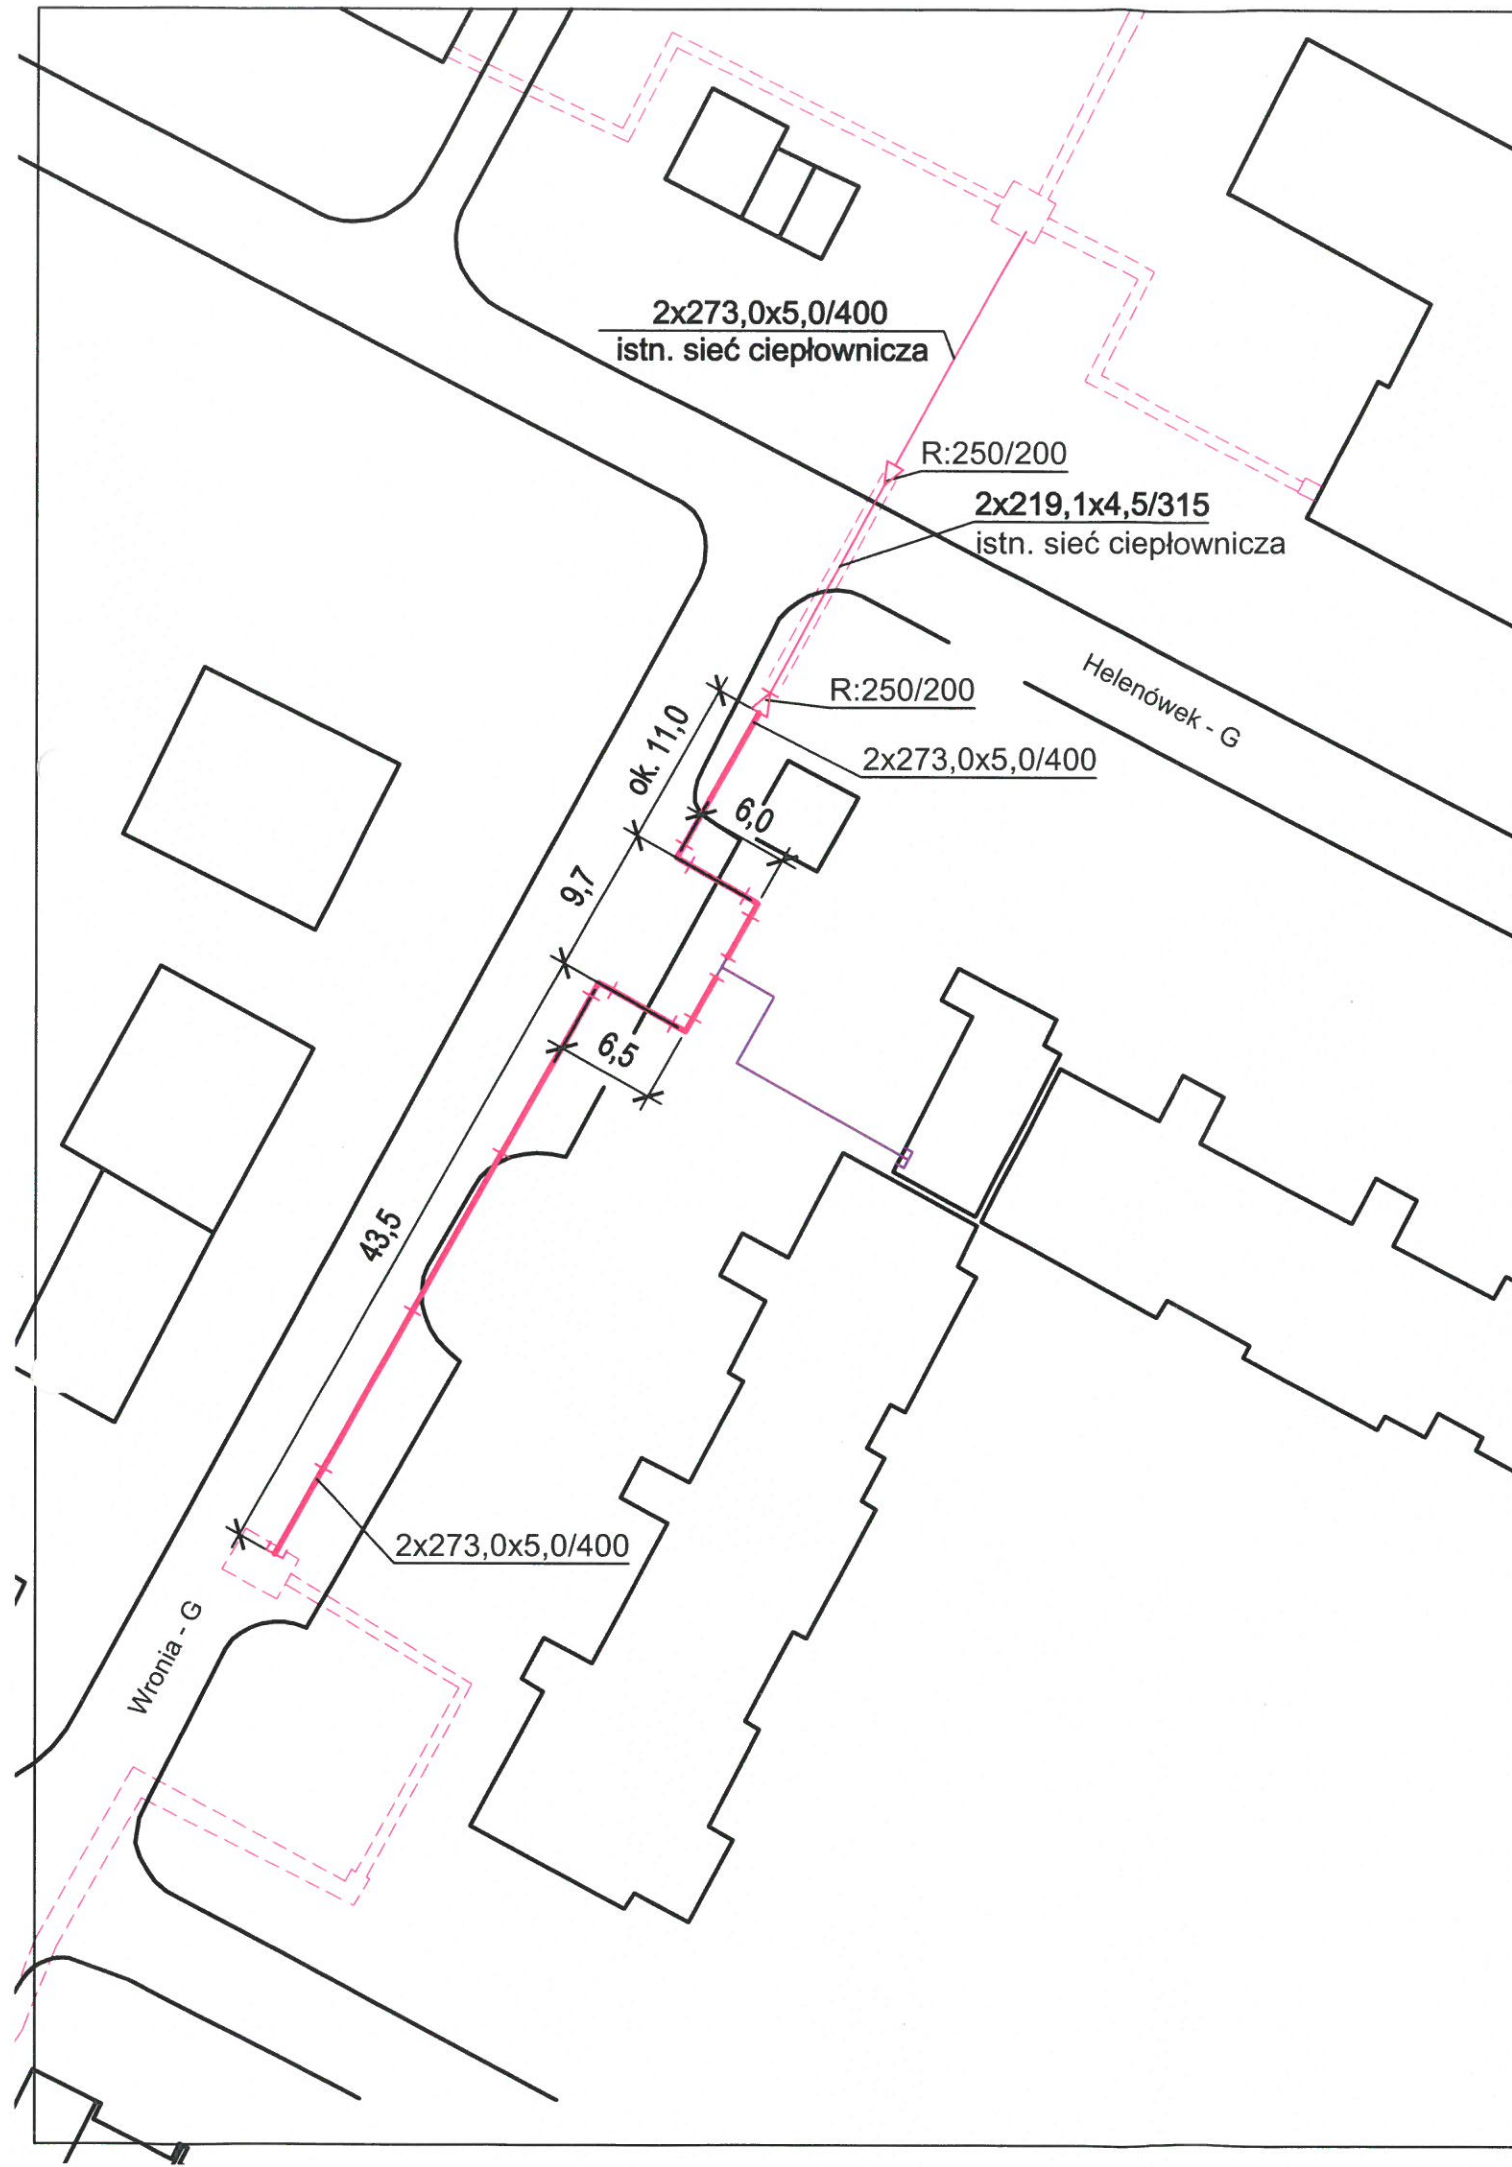 2x273,0x5,0/400
istn. sieć ciepłownicza
R:250/200
2x219,1x4,5/315
istn. sieć ciepłownicza
Helenówek - G
R:250/200
ok. 11,0
2x273,0x5,0/400
6,0
9,7
6,5
43,5
2x273,0x5,0/400
Wronia - G